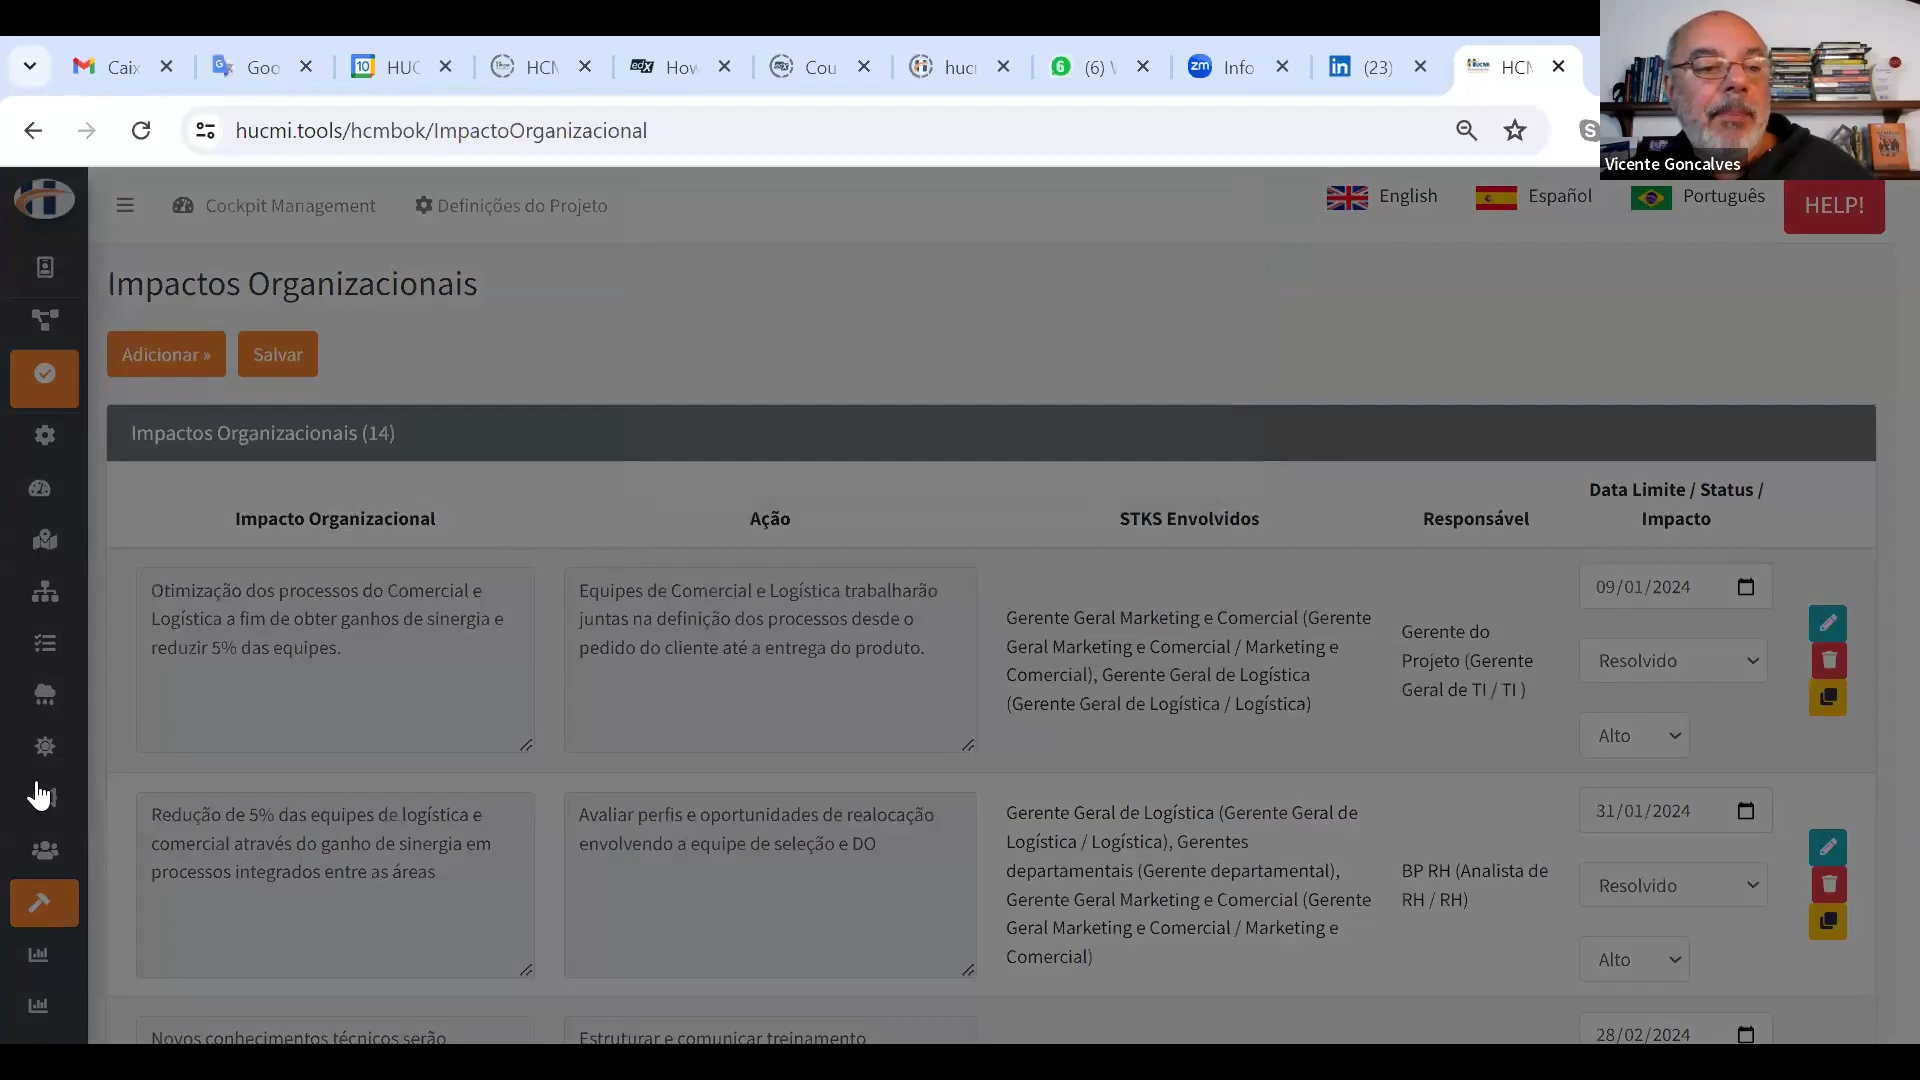 Caix
Goo
10
HUC
HCM
edX
How
Cou
huci
6
(6)
zm
Info
in
(23)
HCM
hucmi.tools/hcmbok/ImpactoOrganizacional
S
Vicente Goncalves
Cockpit Management
Definições do Projeto
English
Español
Português
HELP!
Impactos Organizacionais
Adicionar »
Salvar
Impactos Organizacionais (14)
Impacto Organizacional
Ação
STKS Envolvidos
Responsável
Data Limite / Status /
Impacto
Otimização dos processos do Comercial e
Logística a fim de obter ganhos de sinergia e
reduzir 5% das equipes.
Equipes de Comercial e Logística trabalharão
juntas na definição dos processos desde o
pedido do cliente até a entrega do produto.
Gerente Geral Marketing e Comercial (Gerente
Geral Marketing e Comercial / Marketing e
Comercial), Gerente Geral de Logística
(Gerente Geral de Logística / Logística)
Gerente do
Projeto (Gerente
Geral de TI / TI )
09/01/2024
Resolvido
Alto
Redução de 5% das equipes de logística e
comercial através do ganho de sinergia em
processos integrados entre as áreas
Avaliar perfis e oportunidades de realocação
envolvendo a equipe de seleção e DO
Gerente Geral de Logística (Gerente Geral de
Logística / Logística), Gerentes
departamentais (Gerente departamental),
Gerente Geral Marketing e Comercial (Gerente
Geral Marketing e Comercial / Marketing e
Comercial)
BP RH (Analista de
RH / RH)
31/01/2024
Resolvido
Alto
Novos conhecimentos técnicos serão
Estruturar e comunicar treinamento
28/02/2024